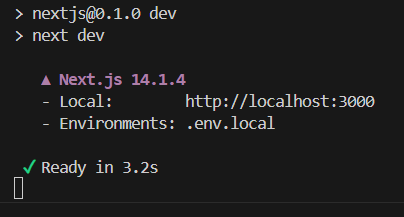 > nextjs@0.1.0 dev
> next dev
▲ Next.js 14.1.4
- Local: http://localhost:3000
- Environments: .env.local
✓ Ready in 3.2s